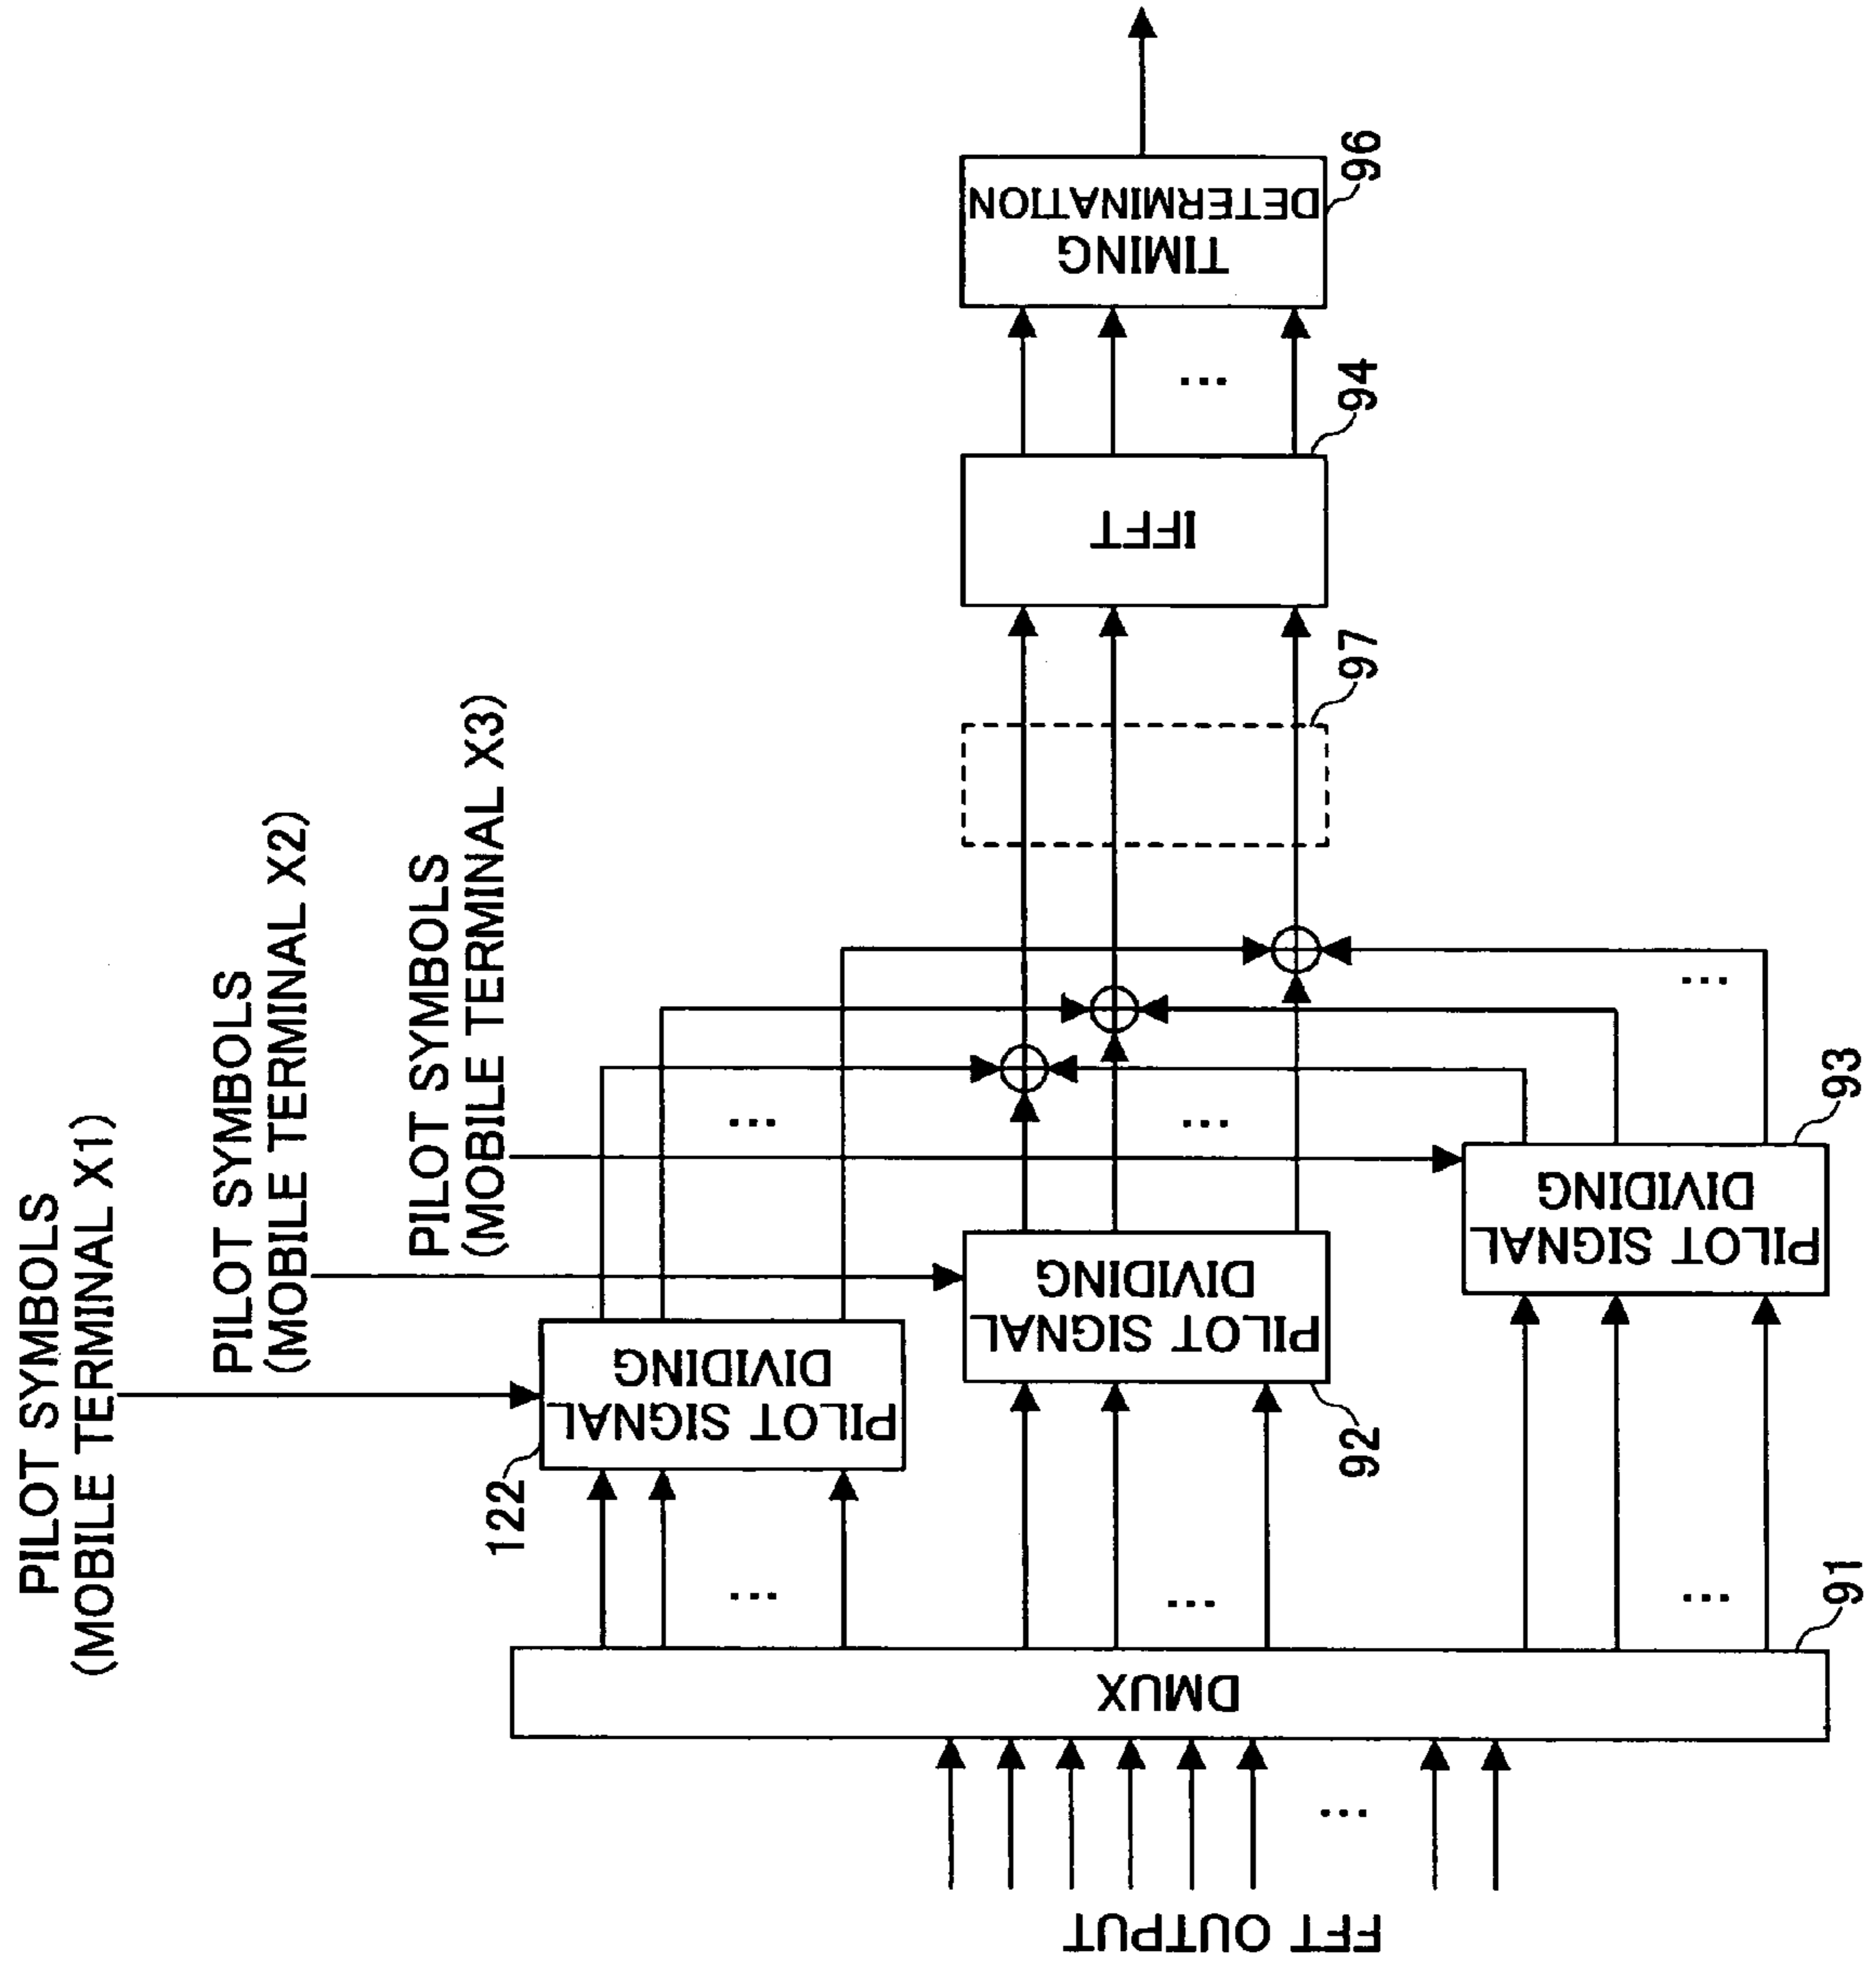 PILOT SYMBOLS
(MOBILE TERMINAL X1)
PILOT SYMBOLS
(MOBILE TERMINAL X2)
PILOT SYMBOLS
(MOBILE TERMINAL X3)
FFT OUTPUT
DMUX
91
122
PILOT SIGNAL
DIVIDING
PILOT SIGNAL
DIVIDING
92
PILOT SIGNAL
DIVIDING
93
97
IFFT
94
TIMING
DETERMINATION
96
...
...
...
...
...
...
...
...